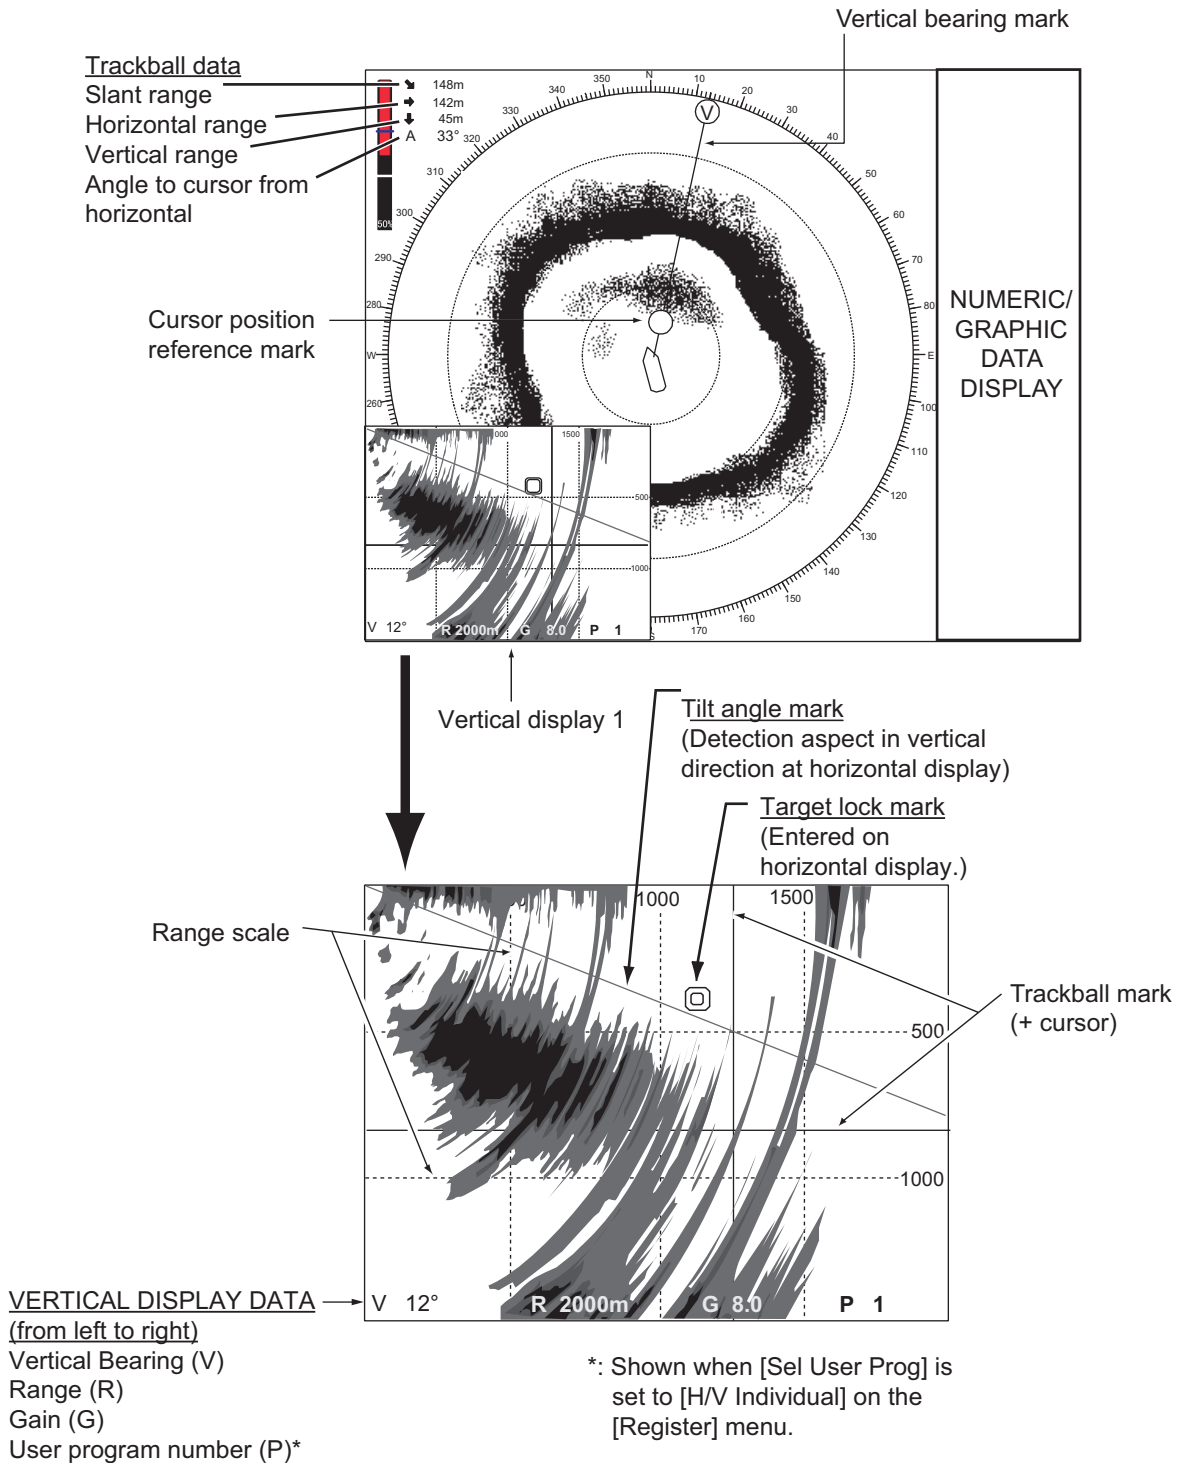 Vertical bearing mark
Trackball data
Slant range
Horizontal range
Vertical range
Angle to cursor from
horizontal
148m
142m
45m
A 33°
50%
N
10
20
30
40
50
60
70
80
E
100
110
120
130
140
150
160
170
S
260
W
280
290
300
310
320
330
340
350
V
NUMERIC/
GRAPHIC
DATA
DISPLAY
Cursor position
reference mark
1500
500
1000
V 12° R 2000m G 8.0 P 1
Vertical display 1
Tilt angle mark
(Detection aspect in vertical
direction at horizontal display)
Target lock mark
(Entered on
horizontal display.)
Range scale
1000
1500
500
1000
Trackball mark
(+ cursor)
V 12° R 2000m G 8.0 P 1
VERTICAL DISPLAY DATA
(from left to right)
Vertical Bearing (V)
Range (R)
Gain (G)
User program number (P)*
*: Shown when [Sel User Prog] is
set to [H/V Individual] on the
[Register] menu.